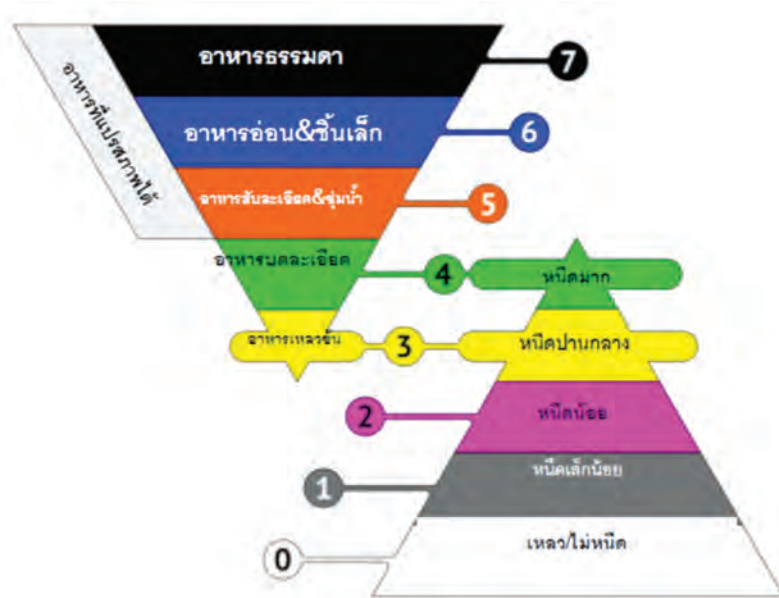 อาหารธรรมดา
7
อาหารที่แปรสภาพได้
อาหารอ่อน&ชิ้นเล็ก
6
อาหารสับละเอียด&ชุ่มน้ำ
5
อาหารบดละเอียด
4
หนืดมาก
อาหารเหลวข้น
3
หนืดปานกลาง
2
หนืดน้อย
1
หนืดเล็กน้อย
0
เหลว/ไม่หนืด